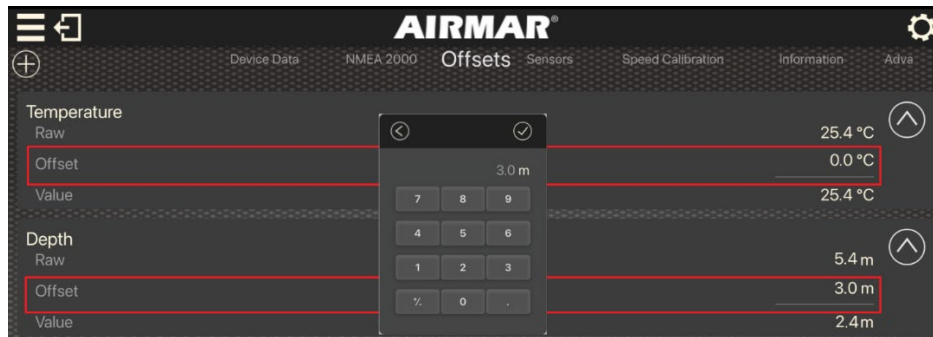 AIRMAR®
Device Data NMEA 2000 Offsets Sensors Speed Calibration Information Adva
Temperature
Raw 25.4 °C
Offset 0.0 °C
Value 25.4 °C
3.0 m
7 8 9
4 5 6
1 2 3
⁒ 0 .
Depth
Raw 5.4 m
Offset 3.0 m
Value 2.4 m